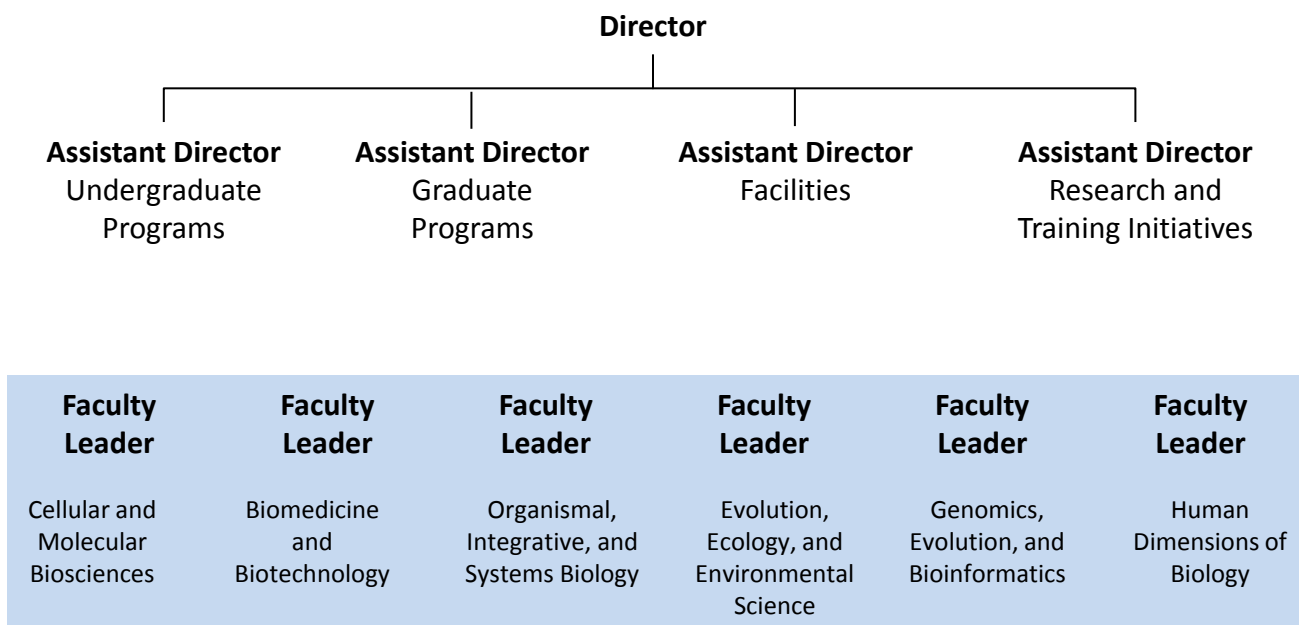 Director
Assistant Director
Undergraduate
Programs
Assistant Director
Graduate
Programs
Assistant Director
Facilities
Assistant Director
Research and
Training Initiatives
Faculty
Leader
Cellular and
Molecular
Biosciences
Faculty
Leader
Biomedicine
and
Biotechnology
Faculty
Leader
Organismal,
Integrative, and
Systems Biology
Faculty
Leader
Evolution,
Ecology, and
Environmental
Science
Faculty
Leader
Genomics,
Evolution, and
Bioinformatics
Faculty
Leader
Human
Dimensions of
Biology